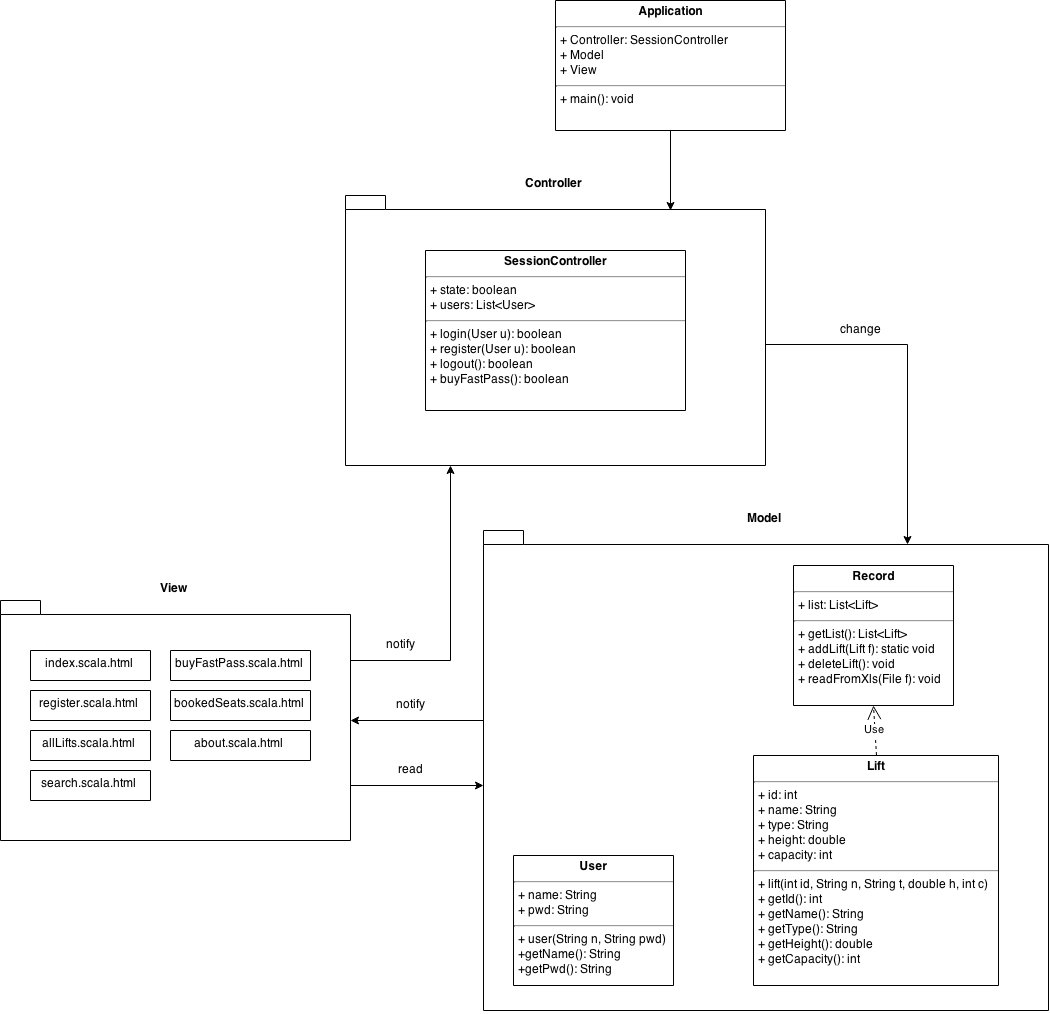 Application
+ Controller: SessionController
+ Model
+ View
+ main(): void
Controller
SessionController
+ state: boolean
+ users: List<User>
+ login(User u): boolean
+ register(User u): boolean
+ logout(): boolean
+ buyFastPass(): boolean
change
Model
Record
+ list: List<Lift>
+ getList(): List<Lift>
+ addLift(Lift f): static void
+ deleteLift(): void
+ readFromXls(File f): void
Use
Lift
+ id: int
+ name: String
+ type: String
+ height: double
+ capacity: int
+ lift(int id, String n, String t, double h, int c)
+ getId(): int
+ getName(): String
+ getType(): String
+ getHeight(): double
+ getCapacity(): int
User
+ name: String
+ pwd: String
+ user(String n, String pwd)
+getName(): String
+getPwd(): String
View
index.scala.html
buyFastPass.scala.html
register.scala.html
bookedSeats.scala.html
allLifts.scala.html
about.scala.html
search.scala.html
notify
notify
read